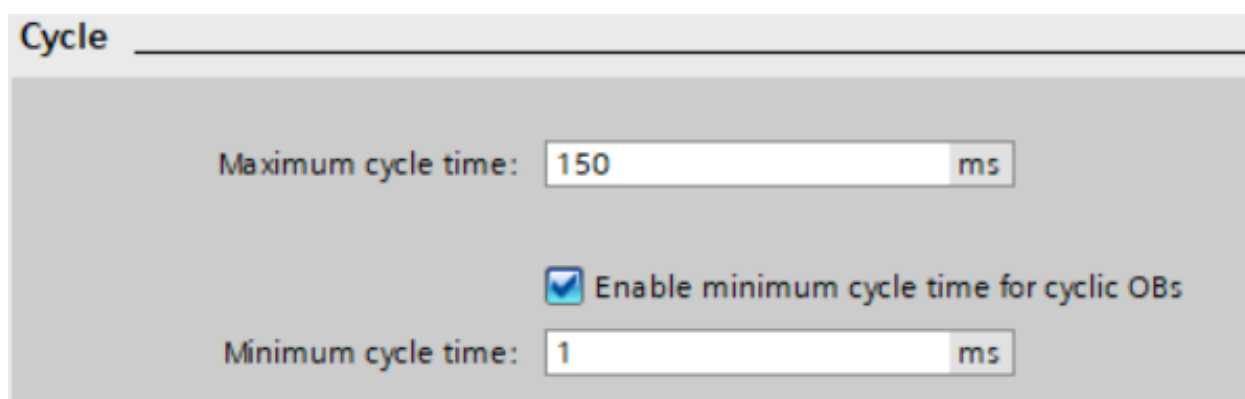 Cycle
Maximum cycle time: 150 ms
Enable minimum cycle time for cyclic OBs
Minimum cycle time: 1 ms